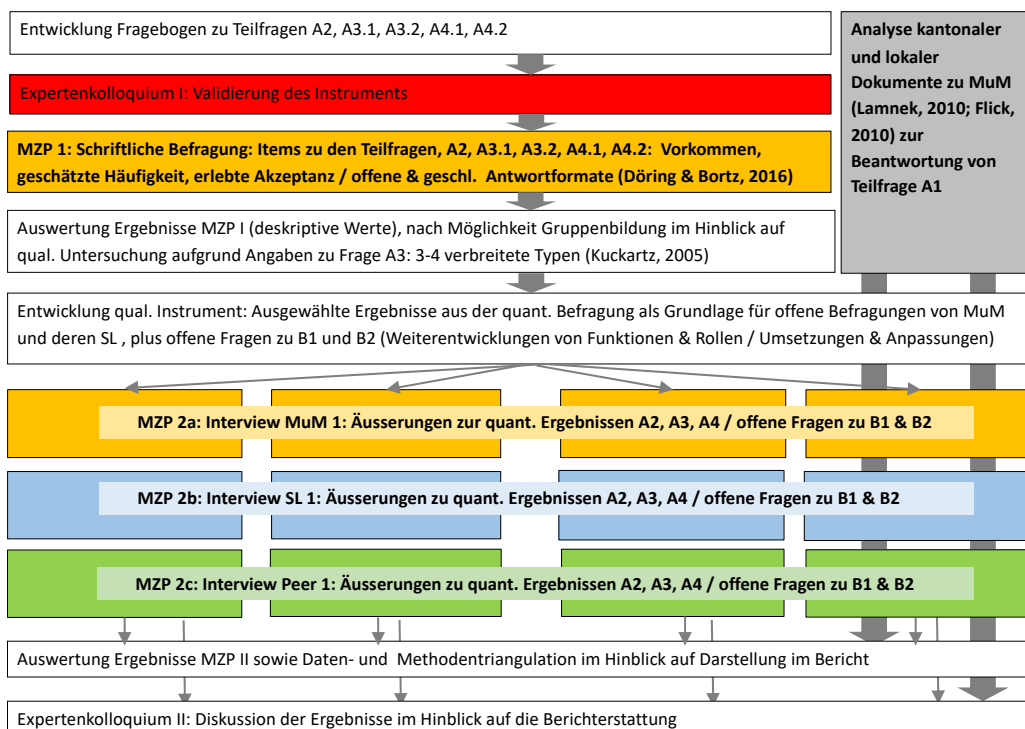 Entwicklung Fragebogen zu Teilfragen A2, A3.1, A3.2, A4.1, A4.2
Expertenkolloquium I: Validierung des Instruments
MZP 1: Schriftliche Befragung: Items zu den Teilfragen, A2, A3.1, A3.2, A4.1, A4.2: Vorkommen,
geschätzte Häufigkeit, erlebte Akzeptanz / offene & geschl. Antwortformate (Döring & Bortz, 2016)
Auswertung Ergebnisse MZP I (deskriptive Werte), nach Möglichkeit Gruppenbildung im Hinblick auf
qual. Untersuchung aufgrund Angaben zu Frage A3: 3-4 verbreitete Typen (Kuckartz, 2005)
Analyse kantonaler
und lokaler
Dokumente zu MuM
(Lamnek, 2010; Flick,
2010) zur
Beantwortung von
Teilfrage A1
Entwicklung qual. Instrument: Ausgewählte Ergebnisse aus der quant. Befragung als Grundlage für offene Befragungen von MuM
und deren SL , plus offene Fragen zu B1 und B2 (Weiterentwicklungen von Funktionen & Rollen / Umsetzungen & Anpassungen)
MZP 2a: Interview MuM 1: Äusserungen zur quant. Ergebnissen A2, A3, A4 / offene Fragen zu B1 & B2
MZP 2b: Interview SL 1: Äusserungen zu quant. Ergebnissen A2, A3, A4 / offene Fragen zu B1 & B2
MZP 2c: Interview Peer 1: Äusserungen zu quant. Ergebnissen A2, A3, A4 / offene Fragen zu B1 & B2
Auswertung Ergebnisse MZP II sowie Daten- und Methodentriangulation im Hinblick auf Darstellung im Bericht
Expertenkolloquium II: Diskussion der Ergebnisse im Hinblick auf die Berichterstattung